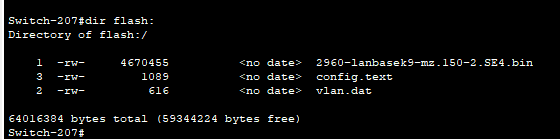 Switch-207#dir flash:
Directory of flash:/
1 -rw- 4670455 <no date> 2960-lanbasek9-mz.150-2.SE4.bin
3 -rw- 1089 <no date> config.text
2 -rw- 616 <no date> vlan.dat
64016384 bytes total (59344224 bytes free)
Switch-207#